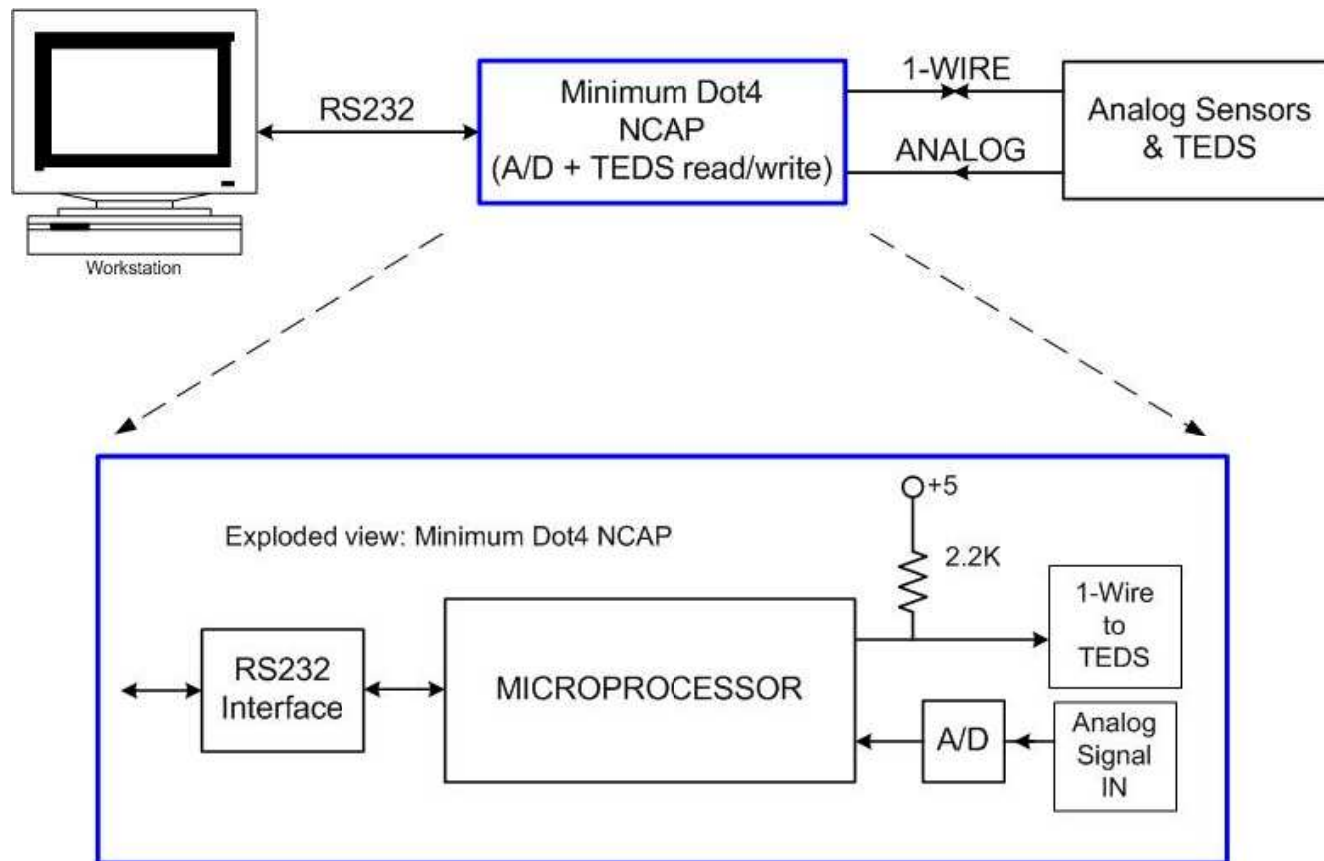 RS232
Minimum Dot4
NCAP
(A/D + TEDS read/write)
1-WIRE
ANALOG
Analog Sensors
& TEDS
Workstation
Exploded view: Minimum Dot4 NCAP
+5
2.2K
RS232
Interface
MICROPROCESSOR
1-Wire
to
TEDS
A/D
Analog
Signal
IN